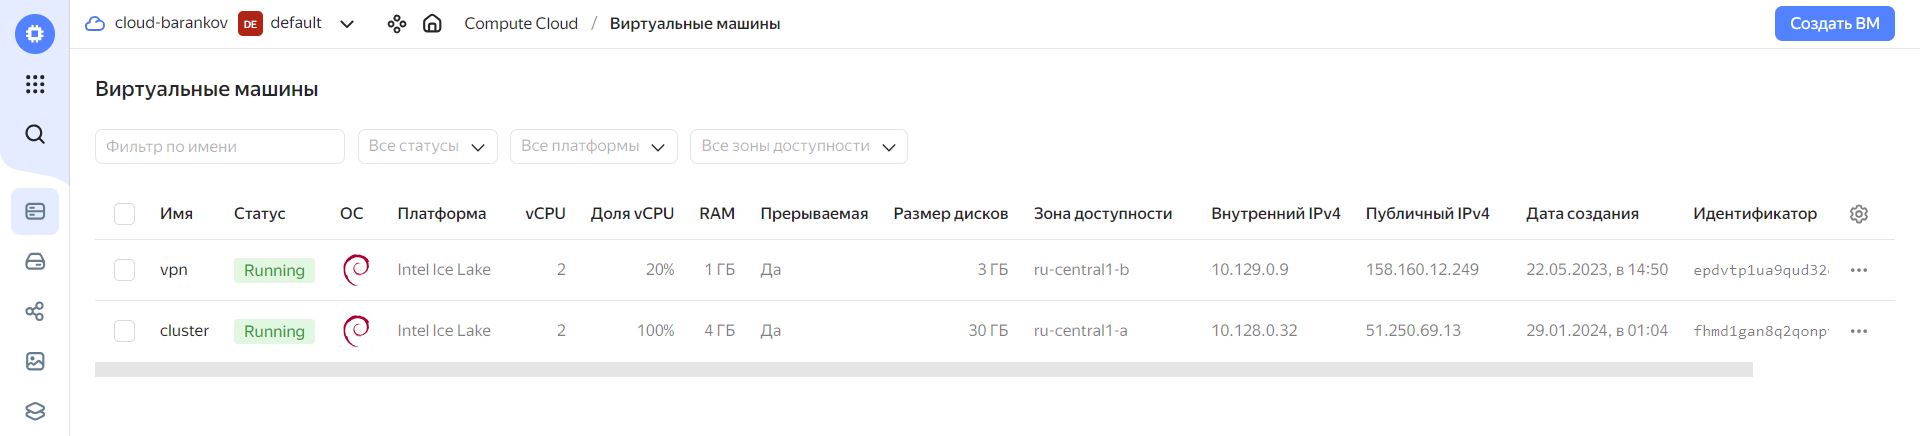 cloud-barankov DE default Compute Cloud / Виртуальные машины Создать ВМ
Виртуальные машины
Фильтр по имени Все статусы Все платформы Все зоны доступности
Имя Статус ОС Платформа vCPU Доля vCPU RAM Прерываемая Размер дисков Зона доступности Внутренний IPv4 Публичный IPv4 Дата создания Идентификатор
vpn Running Intel Ice Lake 2 20% 1 ГБ Да 3 ГБ ru-central1-b 10.129.0.9 158.160.12.249 22.05.2023, в 14:50 epdvtp1ua9qud32
cluster Running Intel Ice Lake 2 100% 4 ГБ Да 30 ГБ ru-central1-a 10.128.0.32 51.250.69.13 29.01.2024, в 01:04 fhmd1gan8q2qonp